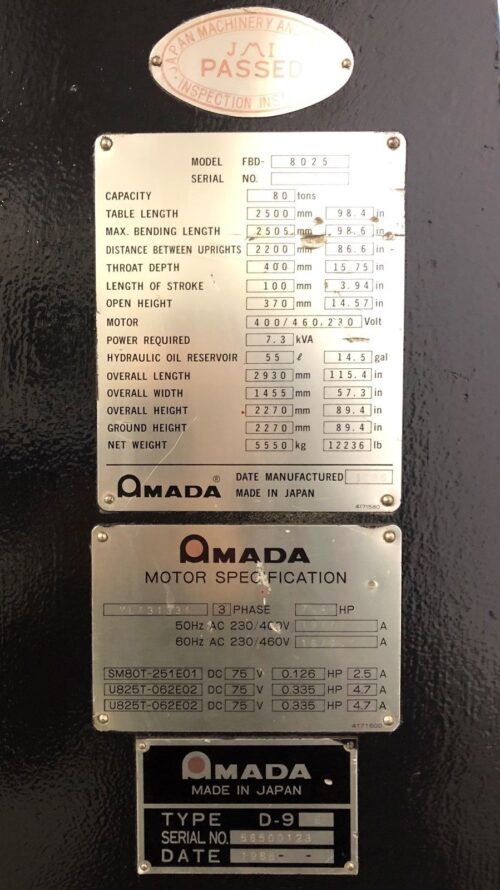 JAPAN MACHINERY AND
JMI
PASSED
INSPECTION INS
MODEL FBD- 8025
SERIAL NO.
CAPACITY 80 tons
TABLE LENGTH 2500 mm 98.4 in
MAX. BENDING LENGTH 2505 mm 98.6 in
DISTANCE BETWEEN UPRIGHTS 2200 mm 86.6 in
THROAT DEPTH 400 mm 15.75 in
LENGTH OF STROKE 100 mm 3.94 in
OPEN HEIGHT 370 mm 14.57 in
MOTOR 400/460.230 Volt
POWER REQUIRED 7.3 kVA
HYDRAULIC OIL RESERVOIR 55 ℓ 14.5 gal
OVERALL LENGTH 2930 mm 115.4 in
OVERALL WIDTH 1455 mm 57.3 in
OVERALL HEIGHT 2270 mm 89.4 in
GROUND HEIGHT 2270 mm 89.4 in
NET WEIGHT 5550 kg 12236 lb
AMADA® DATE MANUFACTURED
MADE IN JAPAN
4171580
AMADA
MOTOR SPECIFICATION
3 PHASE HP
50Hz AC 230/400V A
60Hz AC 230/460V A
SM80T-251E01 DC 75 V 0.126 HP 2.5 A
U825T-062E02 DC 75 V 0.335 HP 4.7 A
U825T-062E02 DC 75 V 0.335 HP 4.7 A
AMADA
MADE IN JAPAN
TYPE D-9
SERIAL NO.
DATE